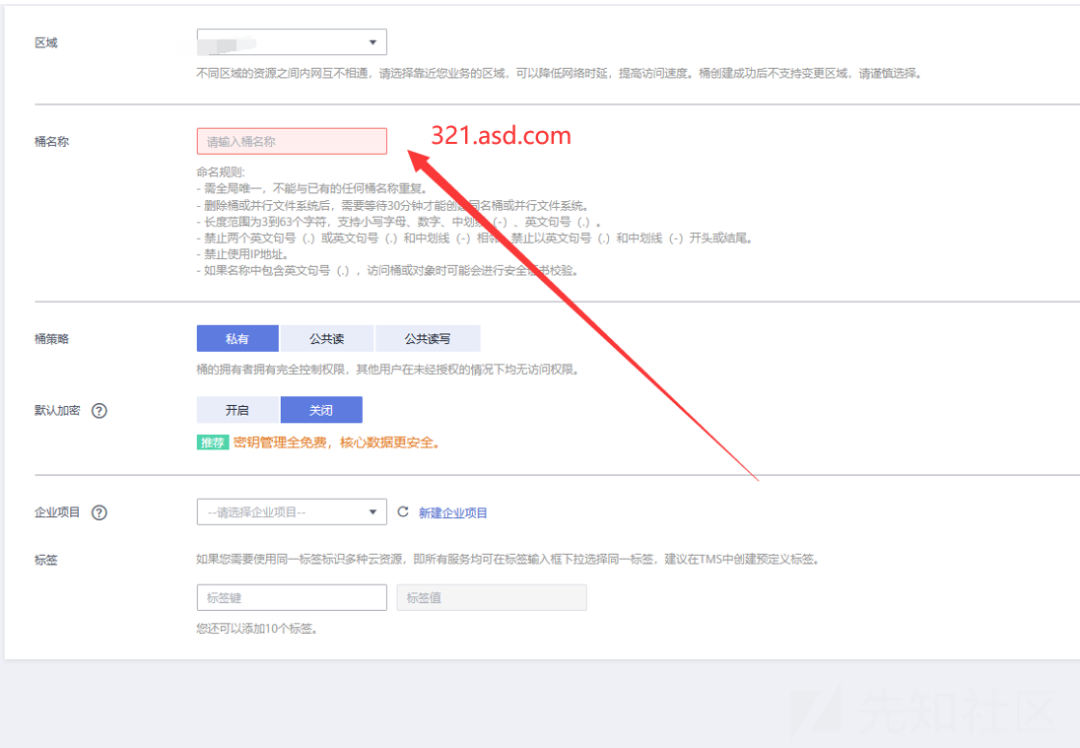 区域
不同区域的资源之间内网互不相通，请选择靠近您业务的区域，可以降低网络时延，提高访问速度。桶创建成功后不支持变更区域，请谨慎选择。
桶名称
请输入桶名称
321.asd.com
命名规则:
- 需全局唯一，不能与已有的任何桶名称重复。
- 删除桶或并行文件系统后，需要等待30分钟才能创建同名桶或并行文件系统。
- 长度范围为3到63个字符，支持小写字母、数字、中划线（-）、英文句号（.）。
- 禁止两个英文句号（.）或英文句号（.）和中划线（-）相邻，禁止以英文句号（.）和中划线（-）开头或结尾。
- 禁止使用IP地址。
- 如果名称中包含英文句号（.），访问桶或对象时可能会进行安全证书校验。
桶策略
私有 公共读 公共读写
桶的拥有者拥有完全控制权限，其他用户在未经授权的情况下均无访问权限。
默认加密 ?
开启 关闭
推荐 密钥管理全免费，核心数据更安全。
企业项目 ?
--请选择企业项目-- C 新建企业项目
标签
如果您需要使用同一标签标识多种云资源，即所有服务均可在标签输入框下拉选择同一标签，建议在TMS中创建预定义标签。
标签键 标签值
您还可以添加10个标签。
先知社区